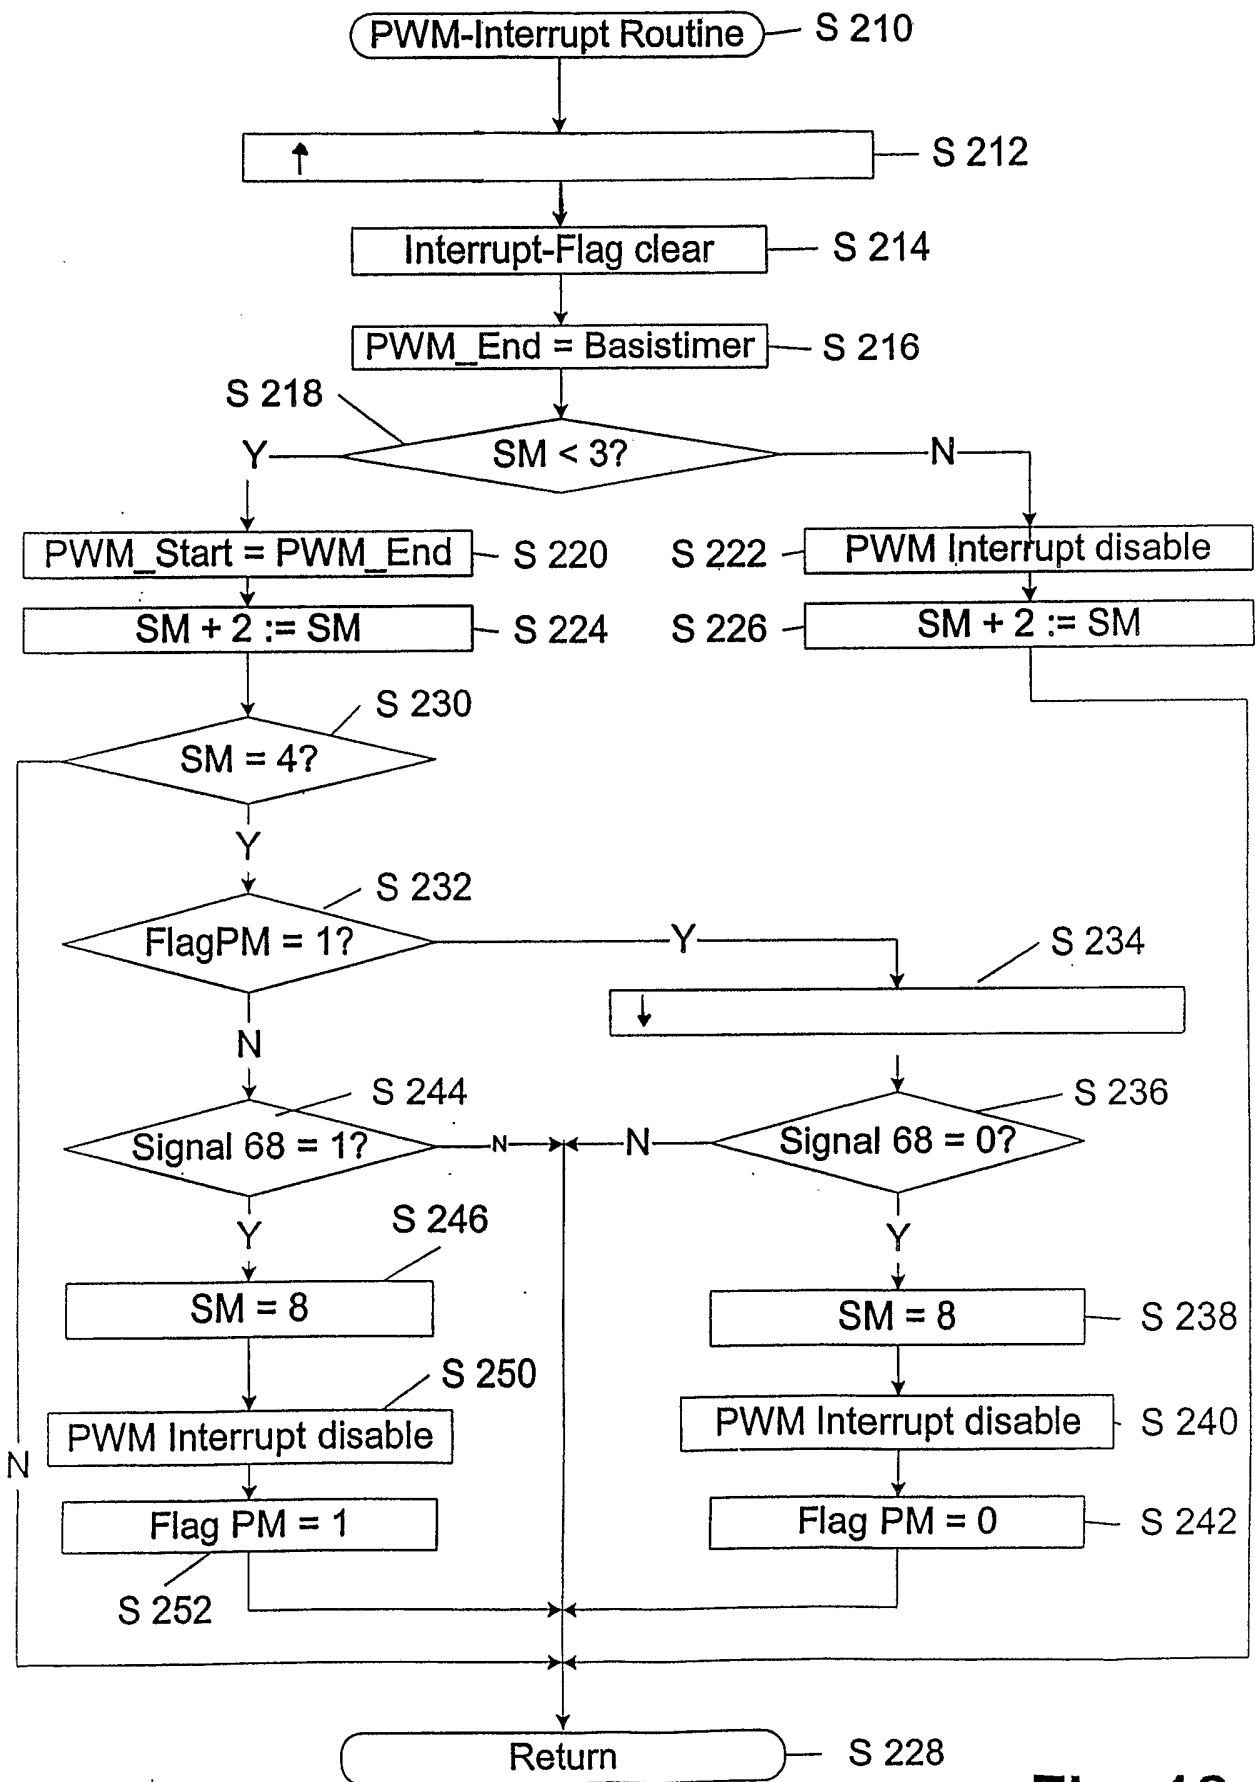 PWM-Interrupt Routine S 210
↑ S 212
Interrupt-Flag clear S 214
PWM_End = Basistimer S 216
S 218
Y SM < 3? N
PWM_Start = PWM_End S 220 S 222 PWM Interrupt disable
SM + 2 := SM S 224 S 226 SM + 2 := SM
S 230
SM = 4?
Y
S 232
FlagPM = 1? Y
S 234
↓
N
S 244 S 236
Signal 68 = 1? N N Signal 68 = 0?
Y S 246 Y
SM = 8 SM = 8 S 238
S 250
PWM Interrupt disable PWM Interrupt disable S 240
N
Flag PM = 1 Flag PM = 0 S 242
S 252
Return S 228